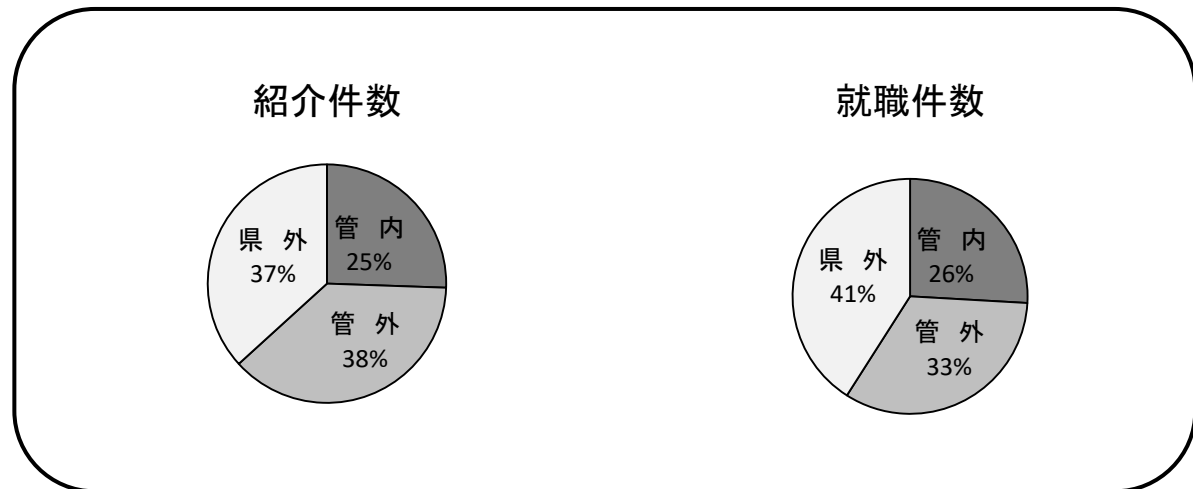 紹介件数
管 内
25%
管 外
38%
県 外
37%
就職件数
管 内
26%
管 外
33%
県 外
41%